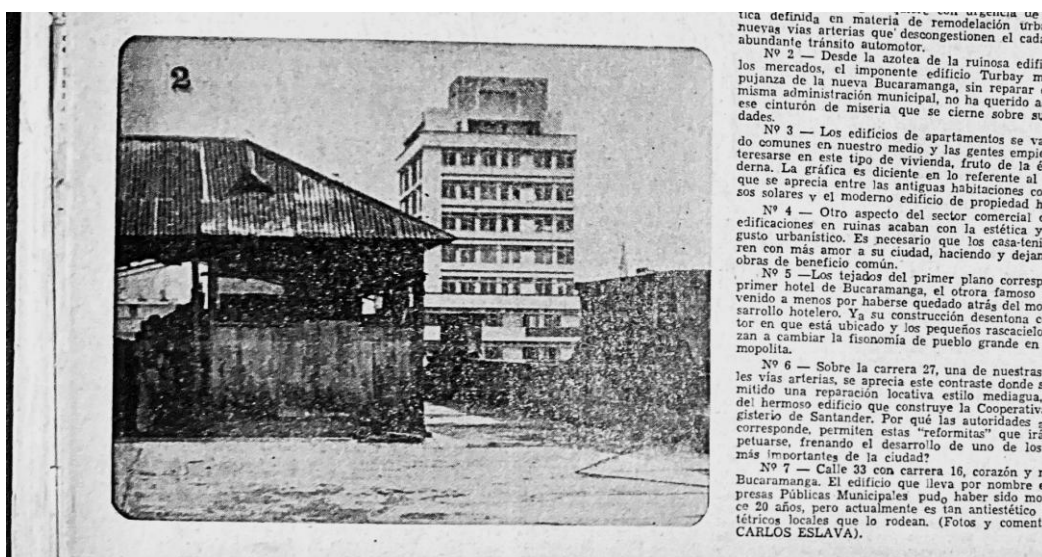 2
tica definida en materia de remodelación urb
nuevas vías arterias que descongestionen el cad
abundante tránsito automotor.
Nº 2 — Desde la azotea de la ruinosa edifi
los mercados, el imponente edificio Turbay m
pujanza de la nueva Bucaramanga, sin reparar
misma administración municipal, no ha querido a
ese cinturón de miseria que se cierne sobre su
dades.
Nº 3 — Los edificios de apartamentos se va
do comunes en nuestro medio y las gentes empie
teresarse en este tipo de vivienda, fruto de la é
derna. La gráfica es diciente en lo referente al
que se aprecia entre las antiguas habitaciones co
sos solares y el moderno edificio de propiedad h
Nº 4 — Otro aspecto del sector comercial
edificaciones en ruinas acaban con la estética y
gusto urbanístico. Es necesario que los casa-teni
ren con más amor a su ciudad, haciendo y dejan
obras de beneficio común.
Nº 5 —Los tejados del primer plano corresp
primer hotel de Bucaramanga, el otrora famoso
venido a menos por haberse quedado atrás del mo
sarrollo hotelero. Ya su construcción desentona c
tor en que está ubicado y los pequeños rascacielo
zan a cambiar la fisonomía de pueblo grande en
mopolita.
Nº 6 — Sobre la carrera 27, una de nuestras
les vías arterias, se aprecia este contraste donde s
mitido una reparación locativa estilo mediagua,
del hermoso edificio que construye la Cooperativ
gisterio de Santander. Por qué las autoridades
corresponde, permiten estas "reformitas" que irá
petuarse, frenando el desarrollo de uno de los
más importantes de la ciudad?
Nº 7 — Calle 33 con carrera 16, corazón y
Bucaramanga. El edificio que lleva por nombre
presas Públicas Municipales pudo haber sido mo
ce 20 años, pero actualmente es tan antiestético
tétricos locales que lo rodean. (Fotos y coment
CARLOS ESLAVA).